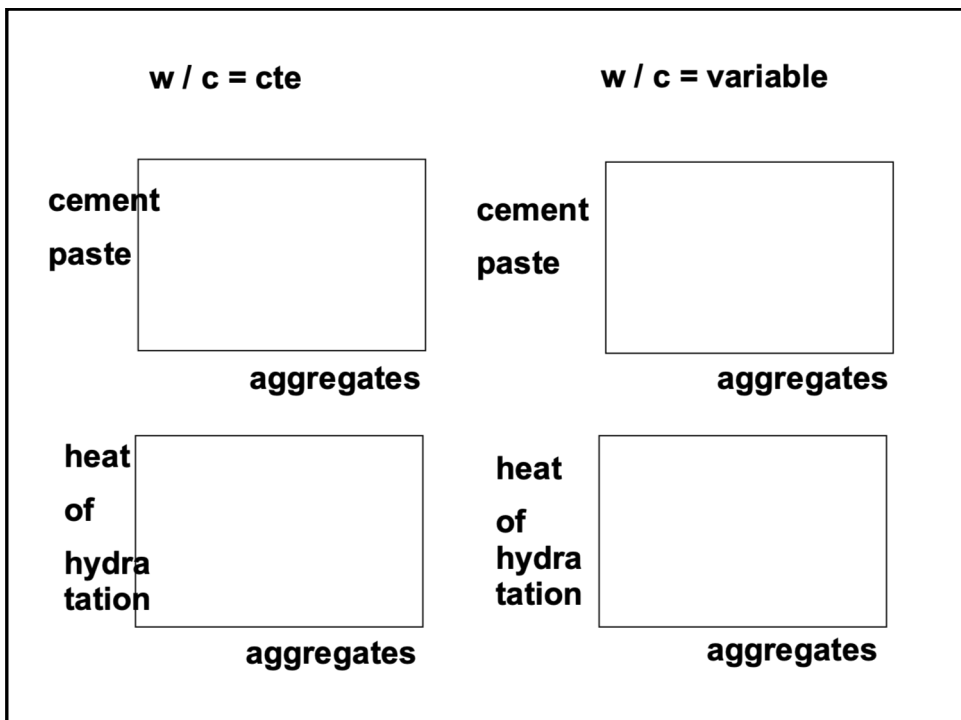 w / c = cte
w / c = variable
cement
paste
aggregates
cement
paste
aggregates
heat
of
hydra
tation
aggregates
heat
of
hydra
tation
aggregates